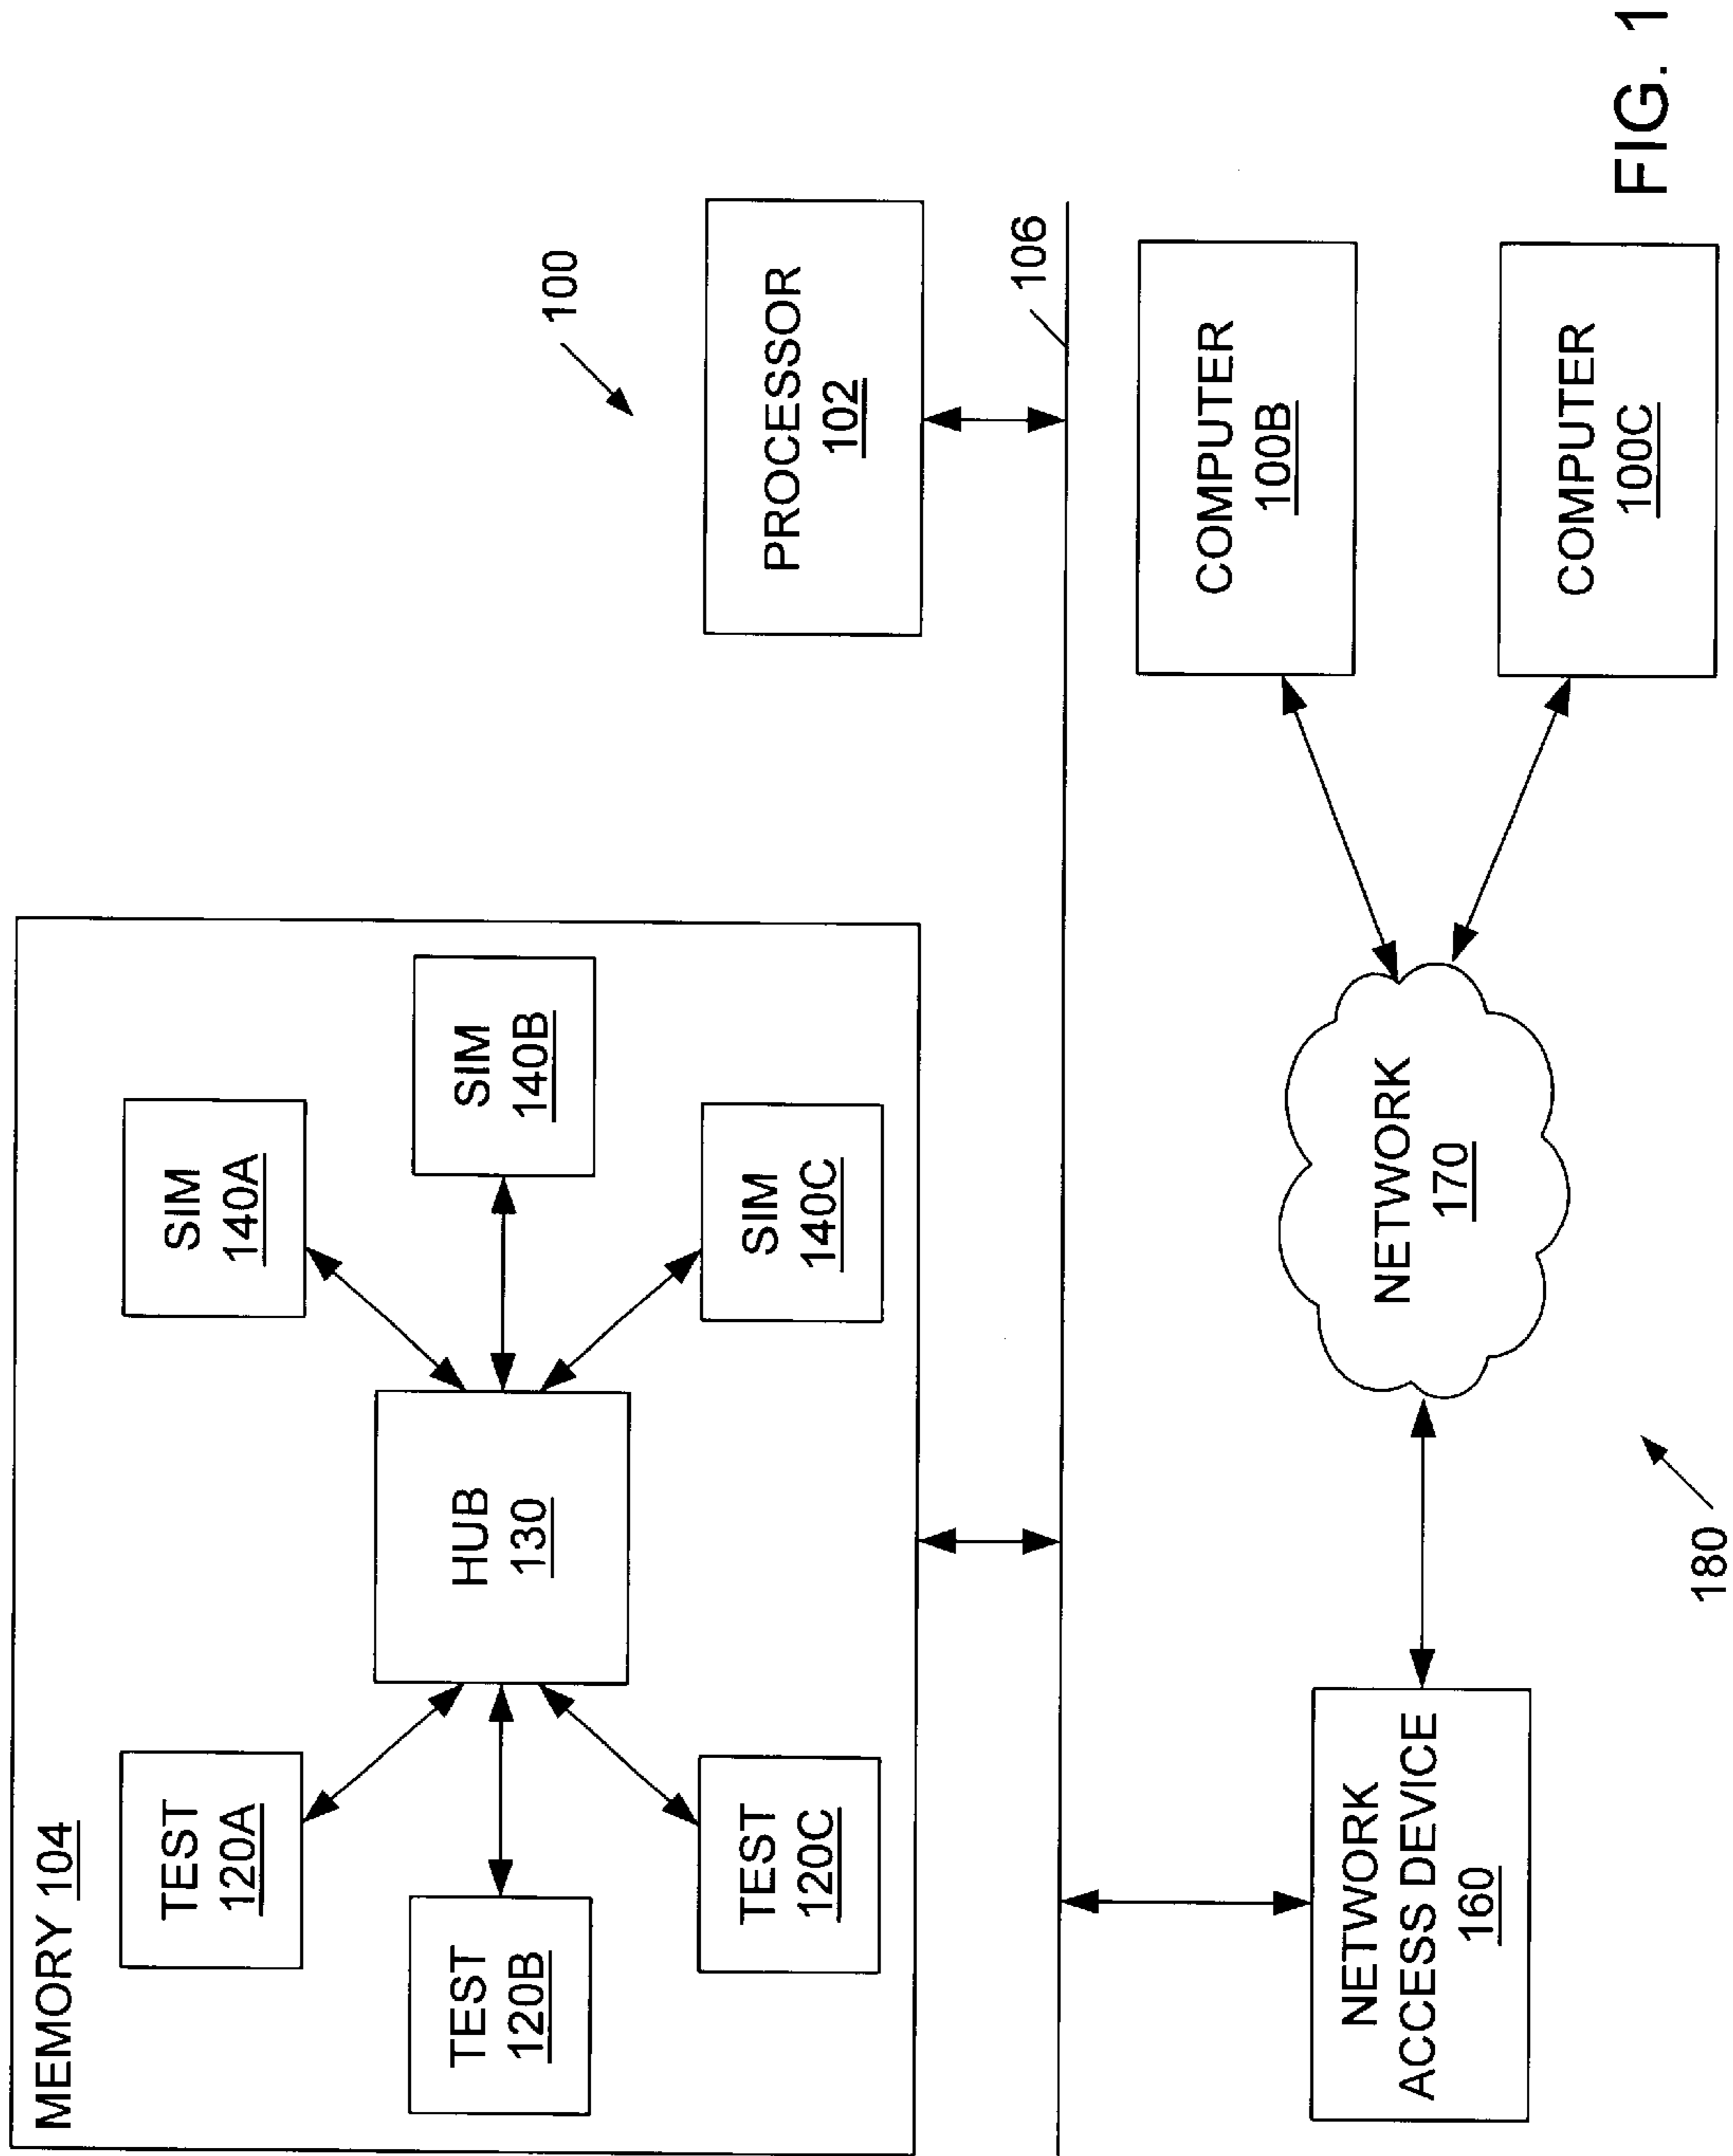 MEMORY 104
TEST
120A
TEST
120B
TEST
120C
HUB
130
SIM
140A
SIM
140B
SIM
140C
100
PROCESSOR
102
106
NETWORK
ACCESS DEVICE
160
NETWORK
170
COMPUTER
100B
COMPUTER
100C
180
FIG. 1